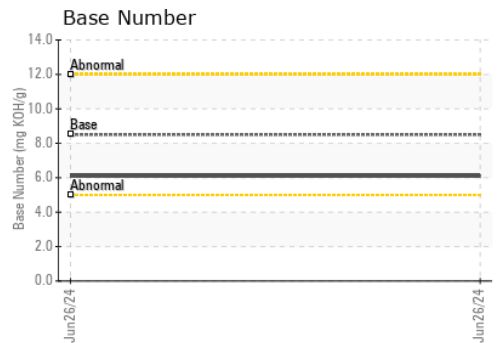 Base Number
Base Number (mg KOH/g)
14.0
12.0
10.0
8.0
6.0
4.0
2.0
0.0
Abnormal
Base
Abnormal
Jun26/24
Jun26/24